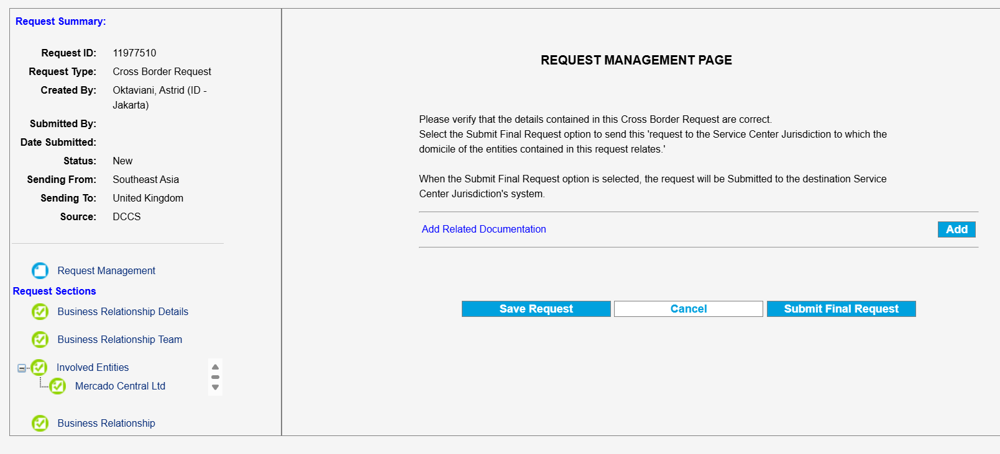 Request Summary:
Request ID: 11977510
Request Type: Cross Border Request
Created By: Oktaviani, Astrid (ID -
Jakarta)
Submitted By:
Date Submitted:
Status: New
Sending From: Southeast Asia
Sending To: United Kingdom
Source: DCCS
Request Management
Request Sections
Business Relationship Details
Business Relationship Team
Involved Entities
Mercado Central Ltd
Business Relationship
REQUEST MANAGEMENT PAGE
Please verify that the details contained in this Cross Border Request are correct.
Select the Submit Final Request option to send this 'request to the Service Center Jurisdiction to which the
domicile of the entities contained in this request relates.'
When the Submit Final Request option is selected, the request will be Submitted to the destination Service
Center Jurisdiction's system.
Add Related Documentation Add
Save Request Cancel Submit Final Request